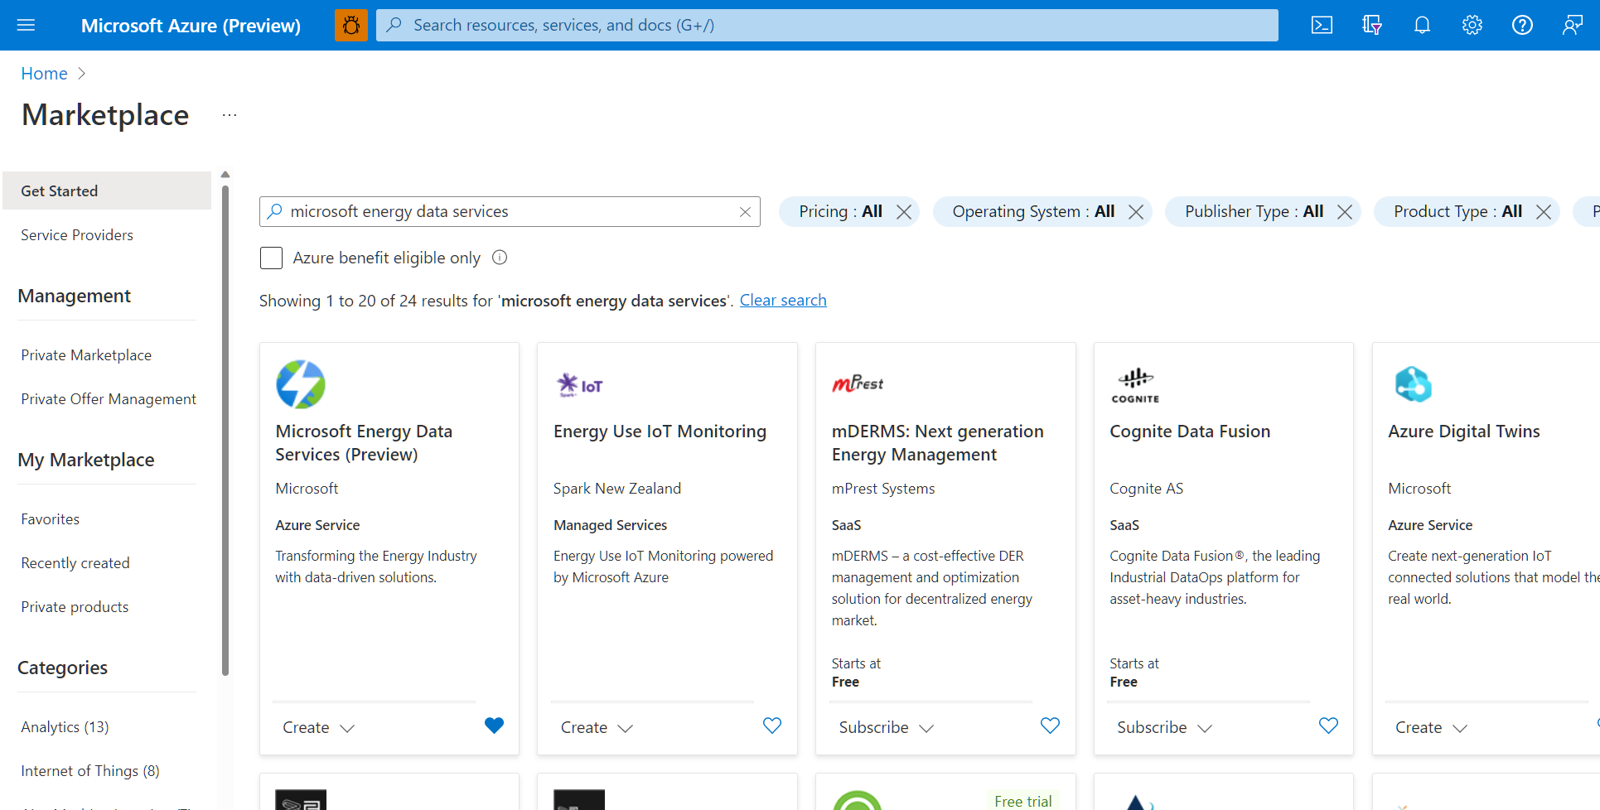 Microsoft Azure (Preview)
Search resources, services, and docs (G+/)
Home
Marketplace
...
Get Started
Service Providers
Management
Private Marketplace
Private Offer Management
My Marketplace
Favorites
Recently created
Private products
Categories
Analytics (13)
Internet of Things (8)
microsoft energy data services
Pricing : All
Operating System : All
Publisher Type : All
Product Type : All
P
Azure benefit eligible only
Showing 1 to 20 of 24 results for 'microsoft energy data services'. Clear search
Microsoft Energy Data
Services (Preview)
Microsoft
Azure Service
Transforming the Energy Industry
with data-driven solutions.
Create
Spark IoT
Energy Use IoT Monitoring
Spark New Zealand
Managed Services
Energy Use IoT Monitoring powered
by Microsoft Azure
Create
mPrest
mDERMS: Next generation
Energy Management
mPrest Systems
SaaS
mDERMS – a cost-effective DER
management and optimization
solution for decentralized energy
market.
Starts at
Free
Subscribe
COGNITE
Cognite Data Fusion
Cognite AS
SaaS
Cognite Data Fusion®, the leading
Industrial DataOps platform for
asset-heavy industries.
Starts at
Free
Subscribe
Azure Digital Twins
Microsoft
Azure Service
Create next-generation IoT
connected solutions that model the
real world.
Create
Free trial